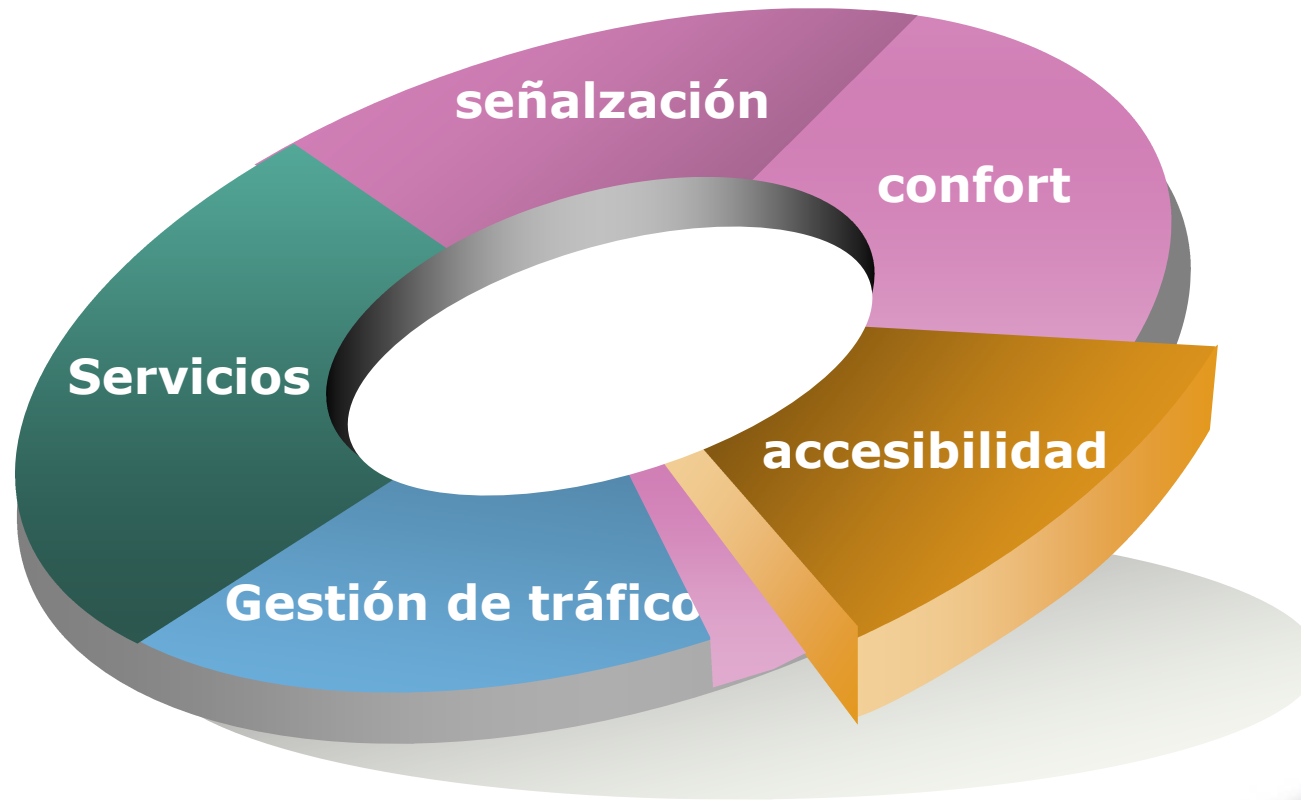 señalzación
confort
Servicios
accesibilidad
Gestión de tráfico